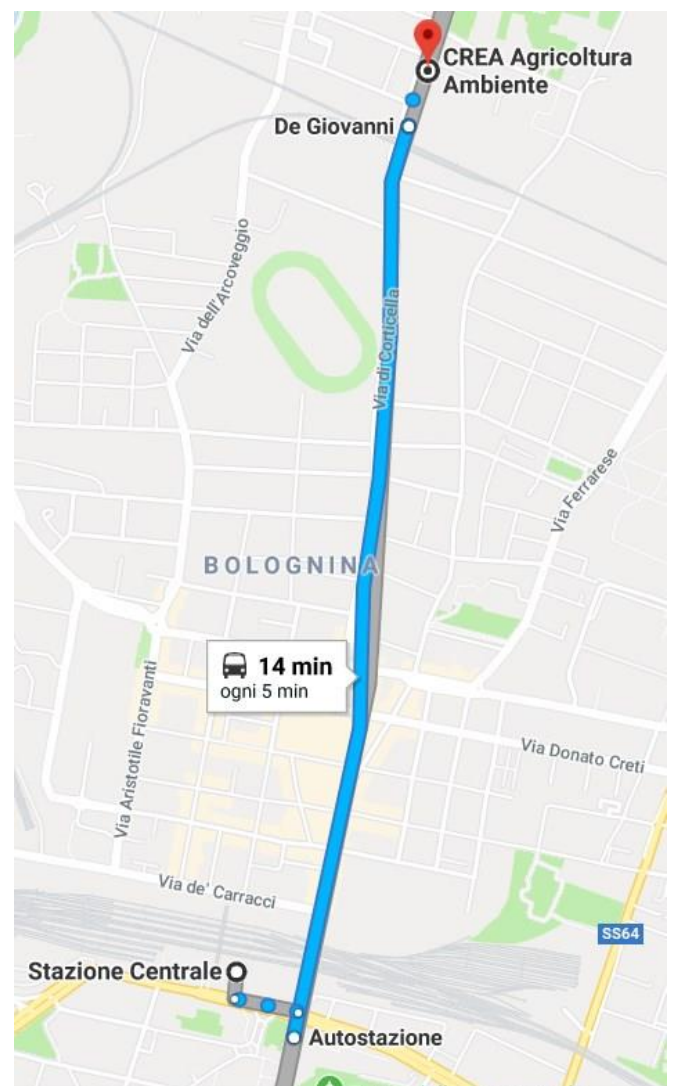 CREA Agricoltura
Ambiente
De Giovanni
Via dell'Arcoveggio
Via di Corticella
Via Ferrarese
BOLOGNINA
14 min
ogni 5 min
Via Aristotile Fioravanti
Via Donato Creti
Via de' Carracci
SS64
Stazione Centrale
Autostazione